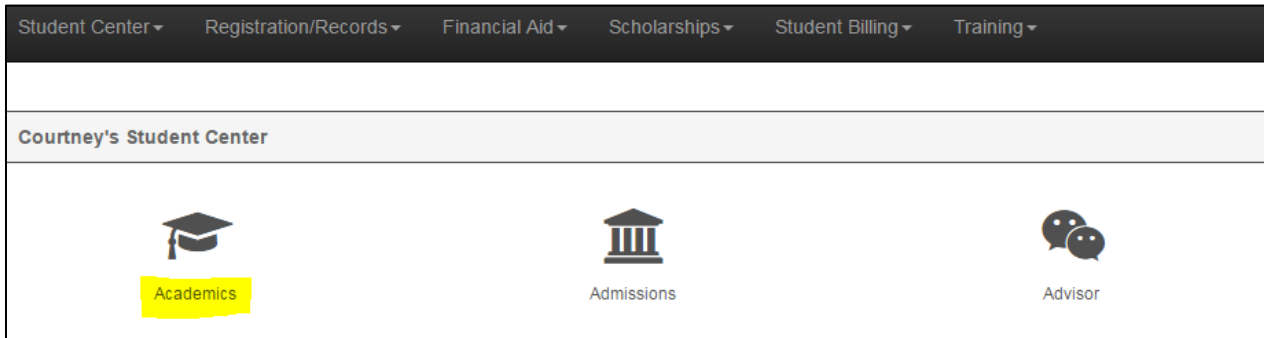 Student Center Registration/Records Financial Aid Scholarships Student Billing Training
Courtney's Student Center
Academics Admissions Advisor